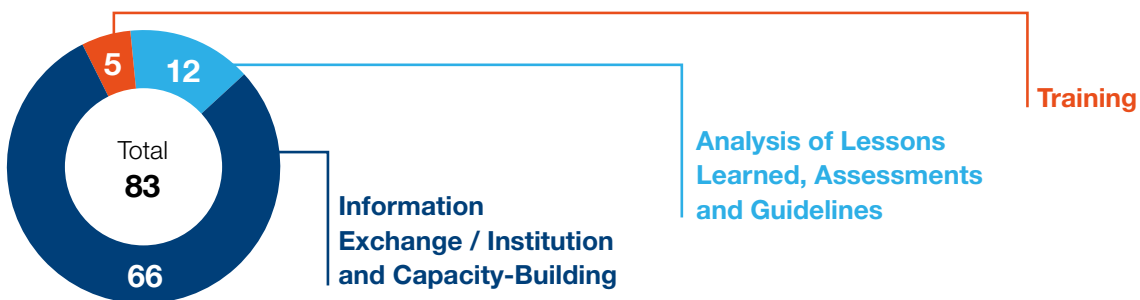 5
12
Training
Total
83
Analysis of Lessons
Learned, Assessments
and Guidelines
Information
Exchange / Institution
and Capacity-Building
66